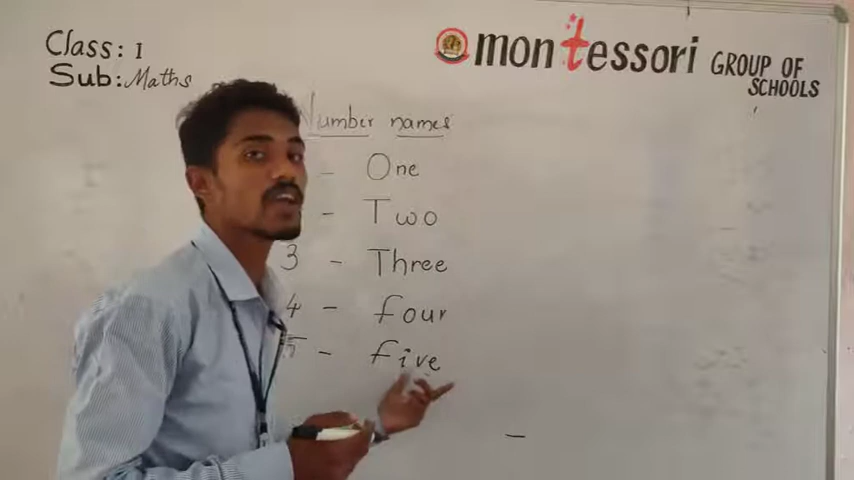 Class : 1
Sub : Maths
montessori GROUP OF
SCHOOLS
Number names
- One
- Two
3 - Three
4 - four
5 - five
-